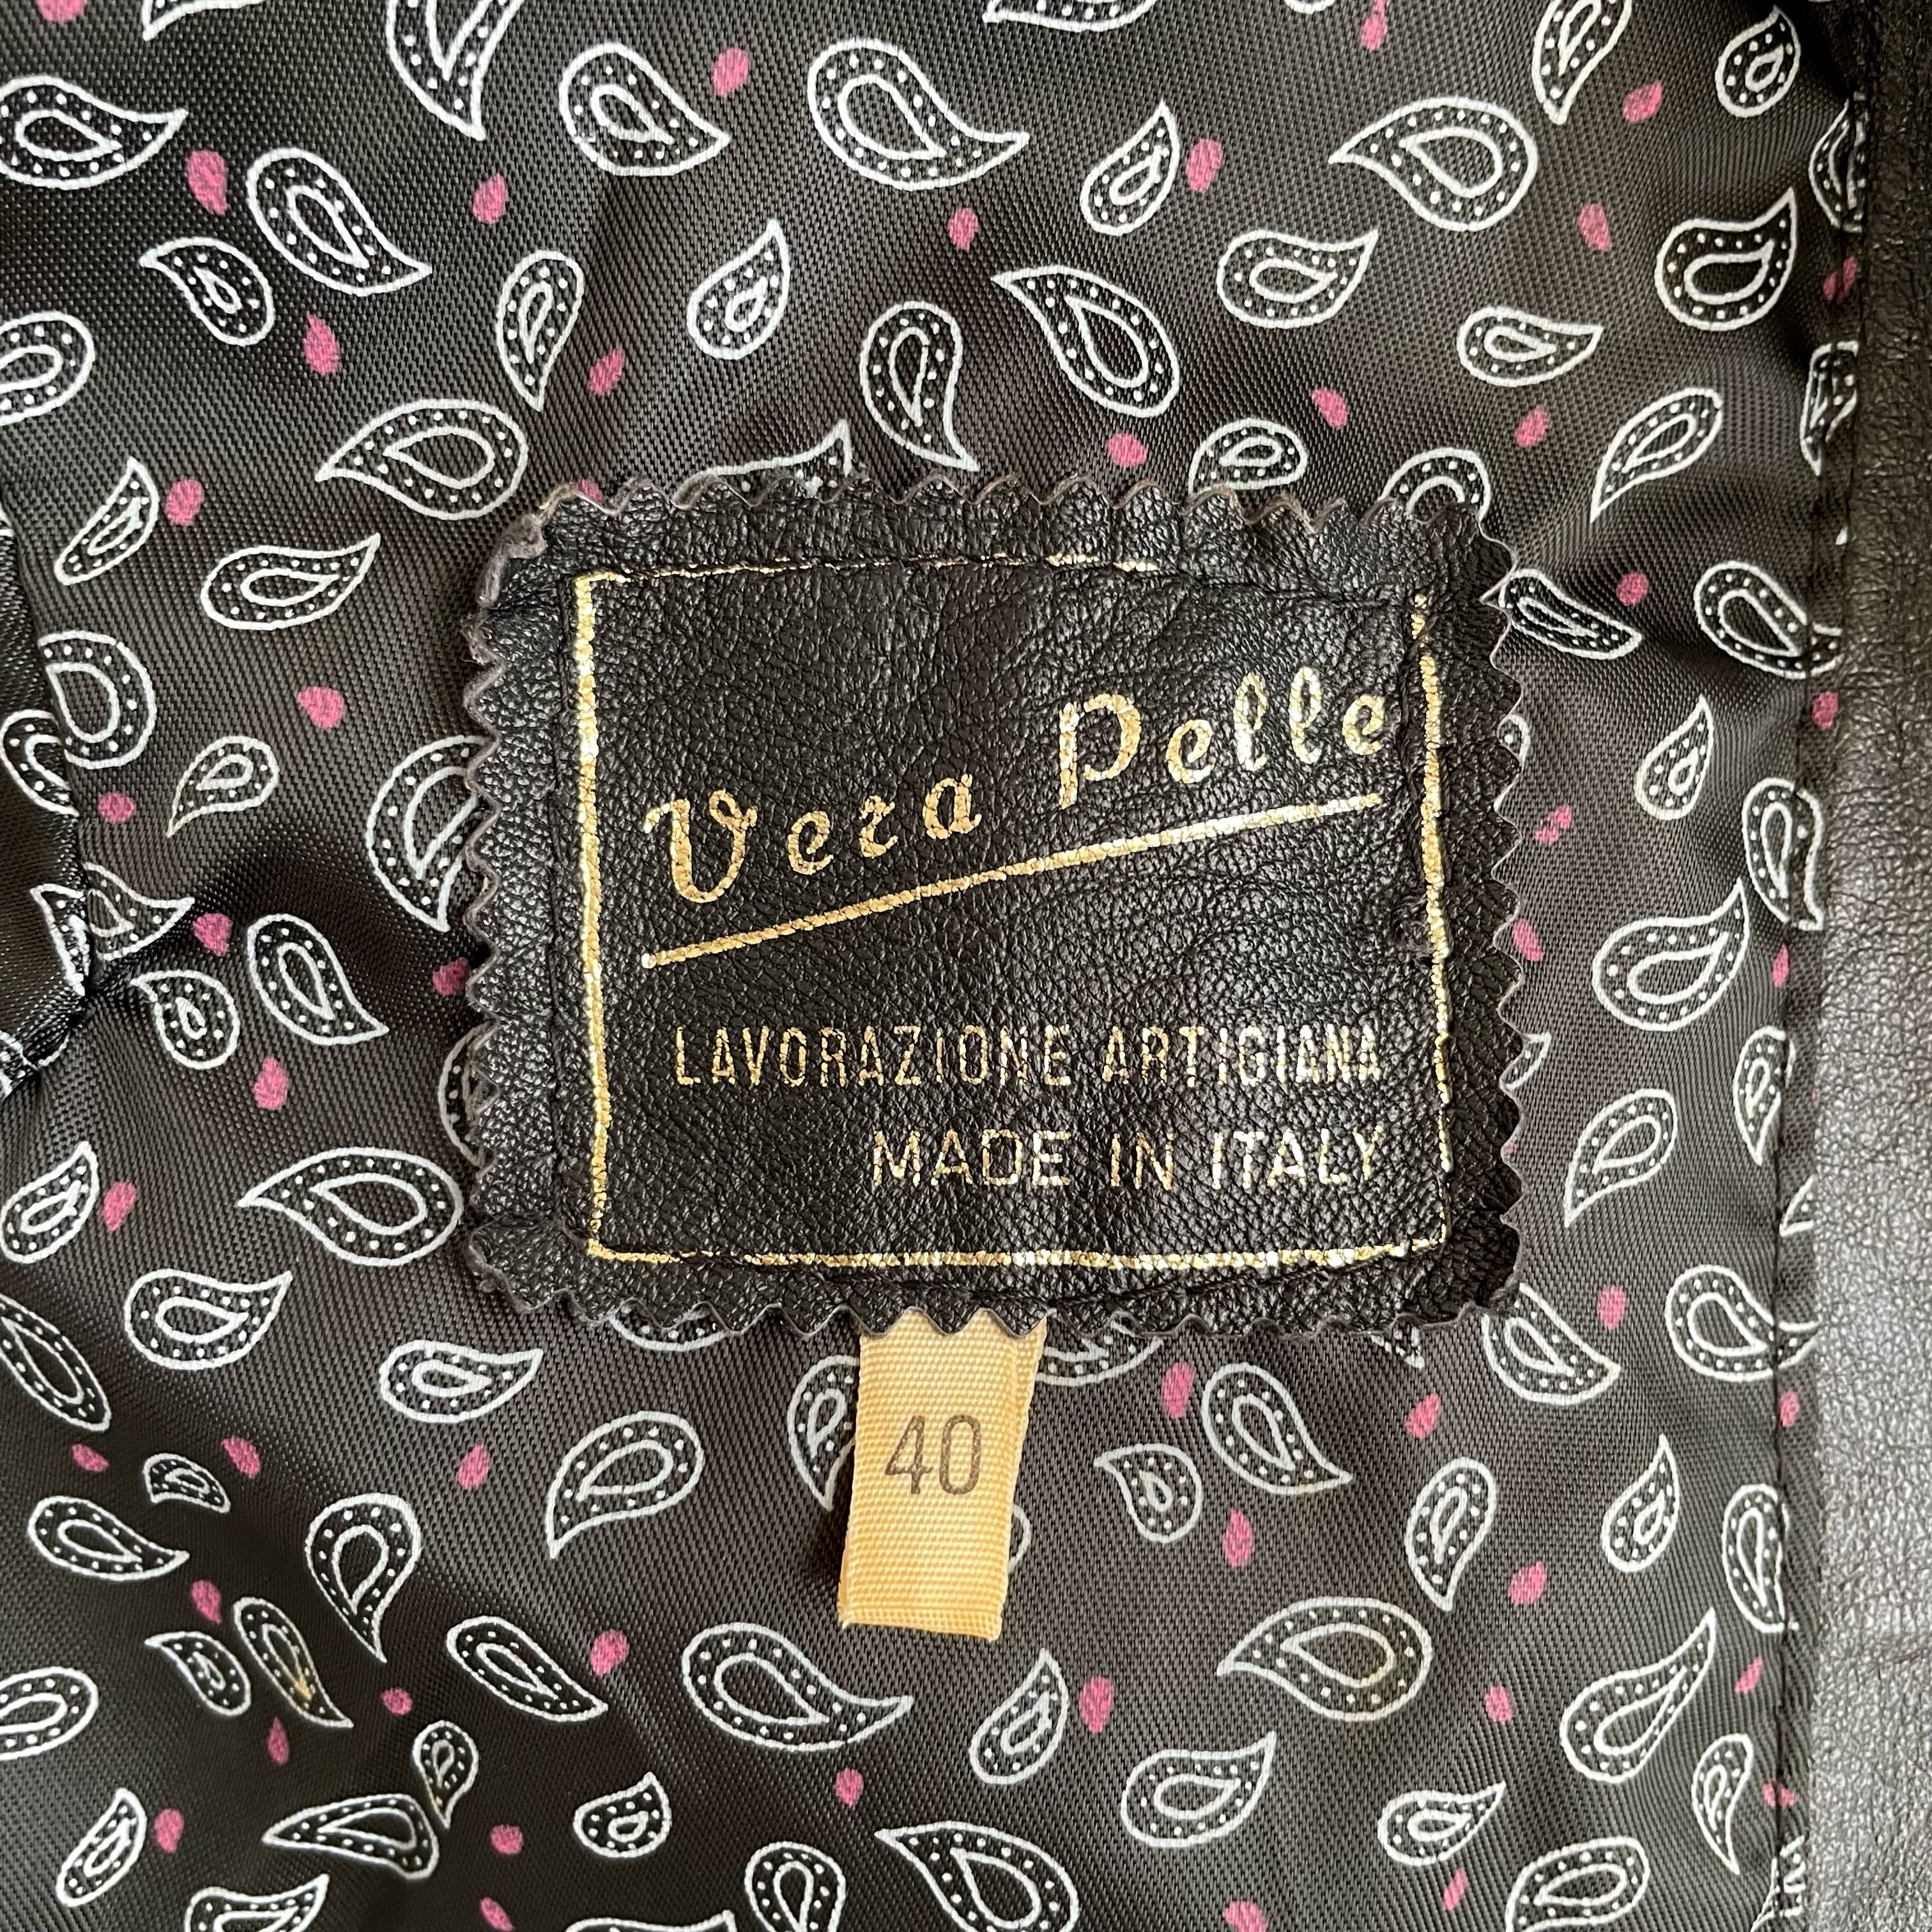 Vera Pelle
LAVORAZIONE ARTIGIANA
MADE IN ITALY
40